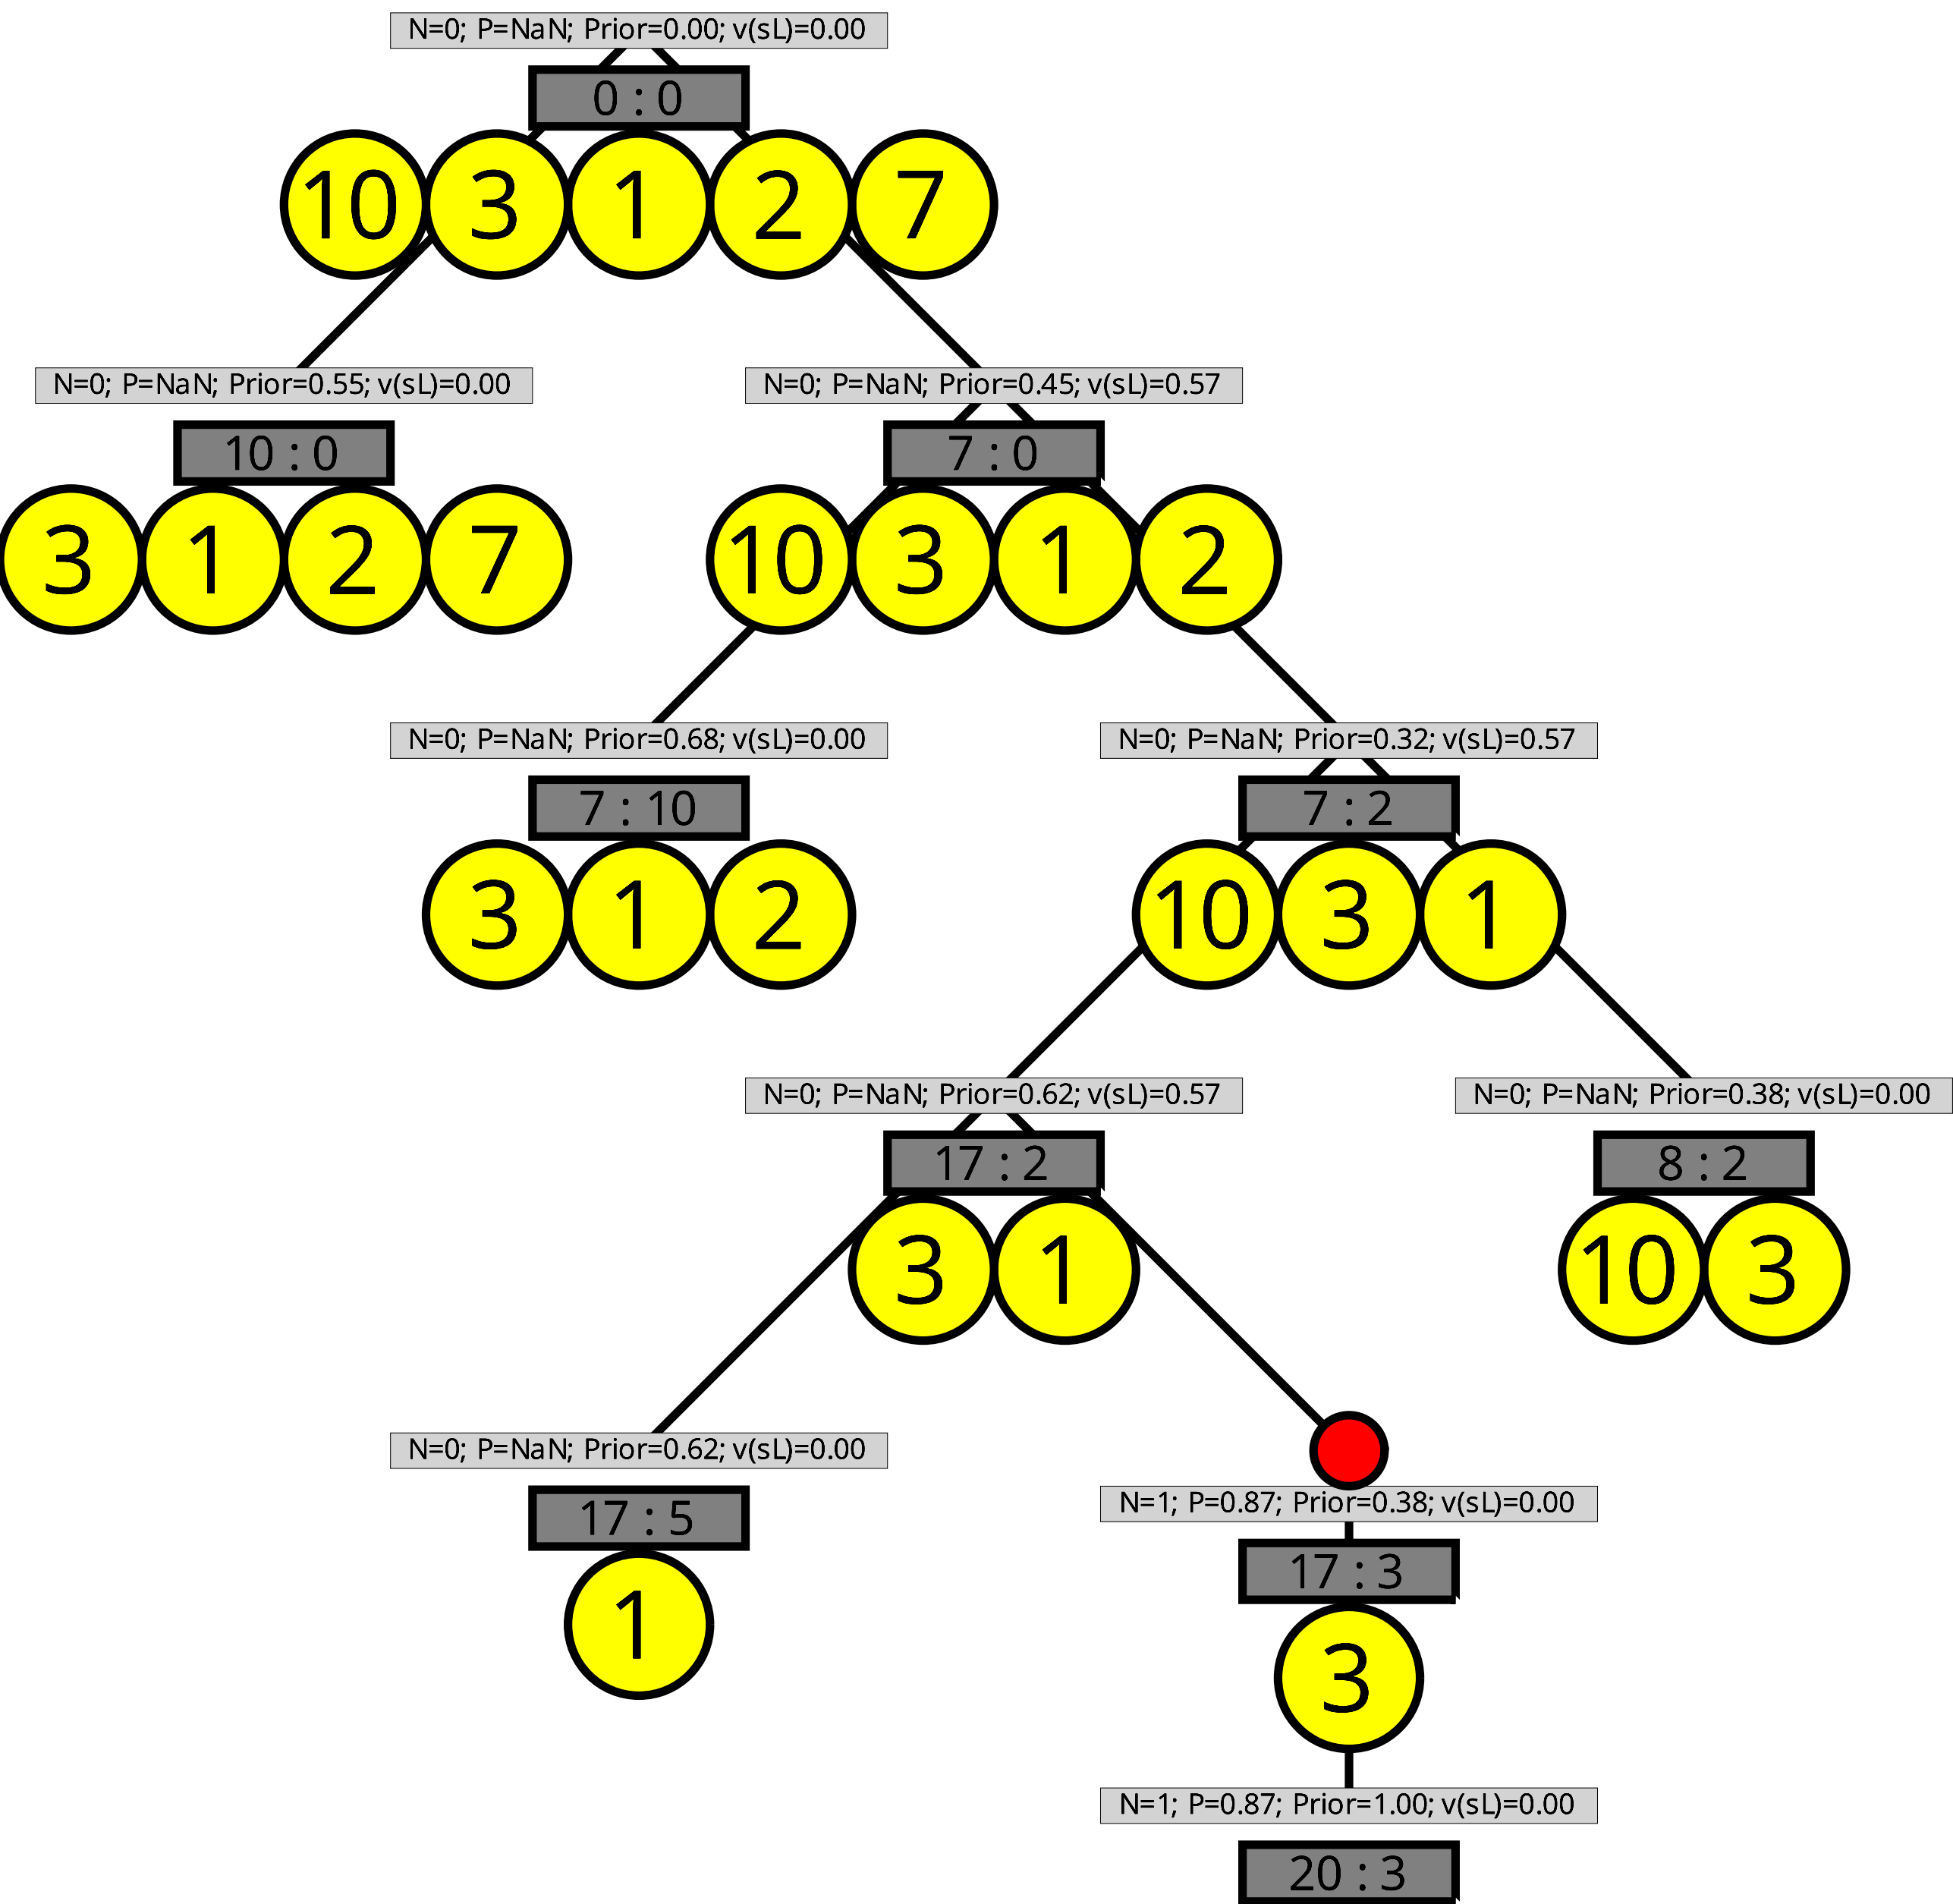 N=0; P=NaN; Prior=0.00; v(sL)=0.00
0 : 0
10 3 1 2 7
N=0; P=NaN; Prior=0.55; v(sL)=0.00
N=0; P=NaN; Prior=0.45; v(sL)=0.57
10 : 0
7 : 0
3 1 2 7
10 3 1 2
N=0; P=NaN; Prior=0.68; v(sL)=0.00
N=0; P=NaN; Prior=0.32; v(sL)=0.57
7 : 10
7 : 2
3 1 2
10 3 1
N=0; P=NaN; Prior=0.62; v(sL)=0.57
N=0; P=NaN; Prior=0.38; v(sL)=0.00
17 : 2
8 : 2
3 1
10 3
N=0; P=NaN; Prior=0.62; v(sL)=0.00
N=1; P=0.87; Prior=0.38; v(sL)=0.00
17 : 5
17 : 3
1
3
N=1; P=0.87; Prior=1.00; v(sL)=0.00
20 : 3